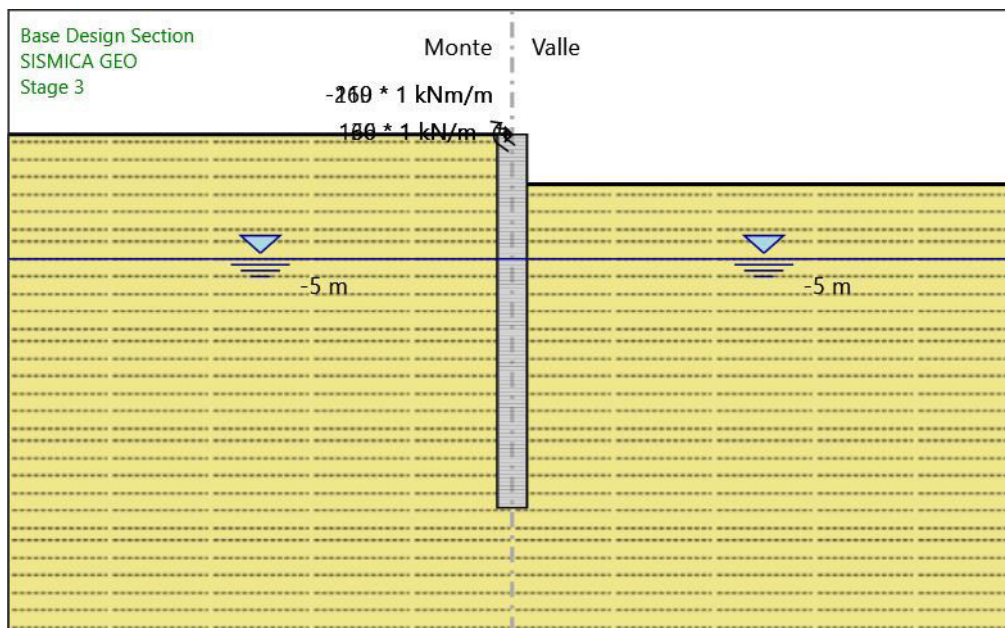 Base Design Section
SISMICA GEO
Stage 3
Monte
Valle
* 1 kNm/m
* 1 kN/m
-5 m
-5 m